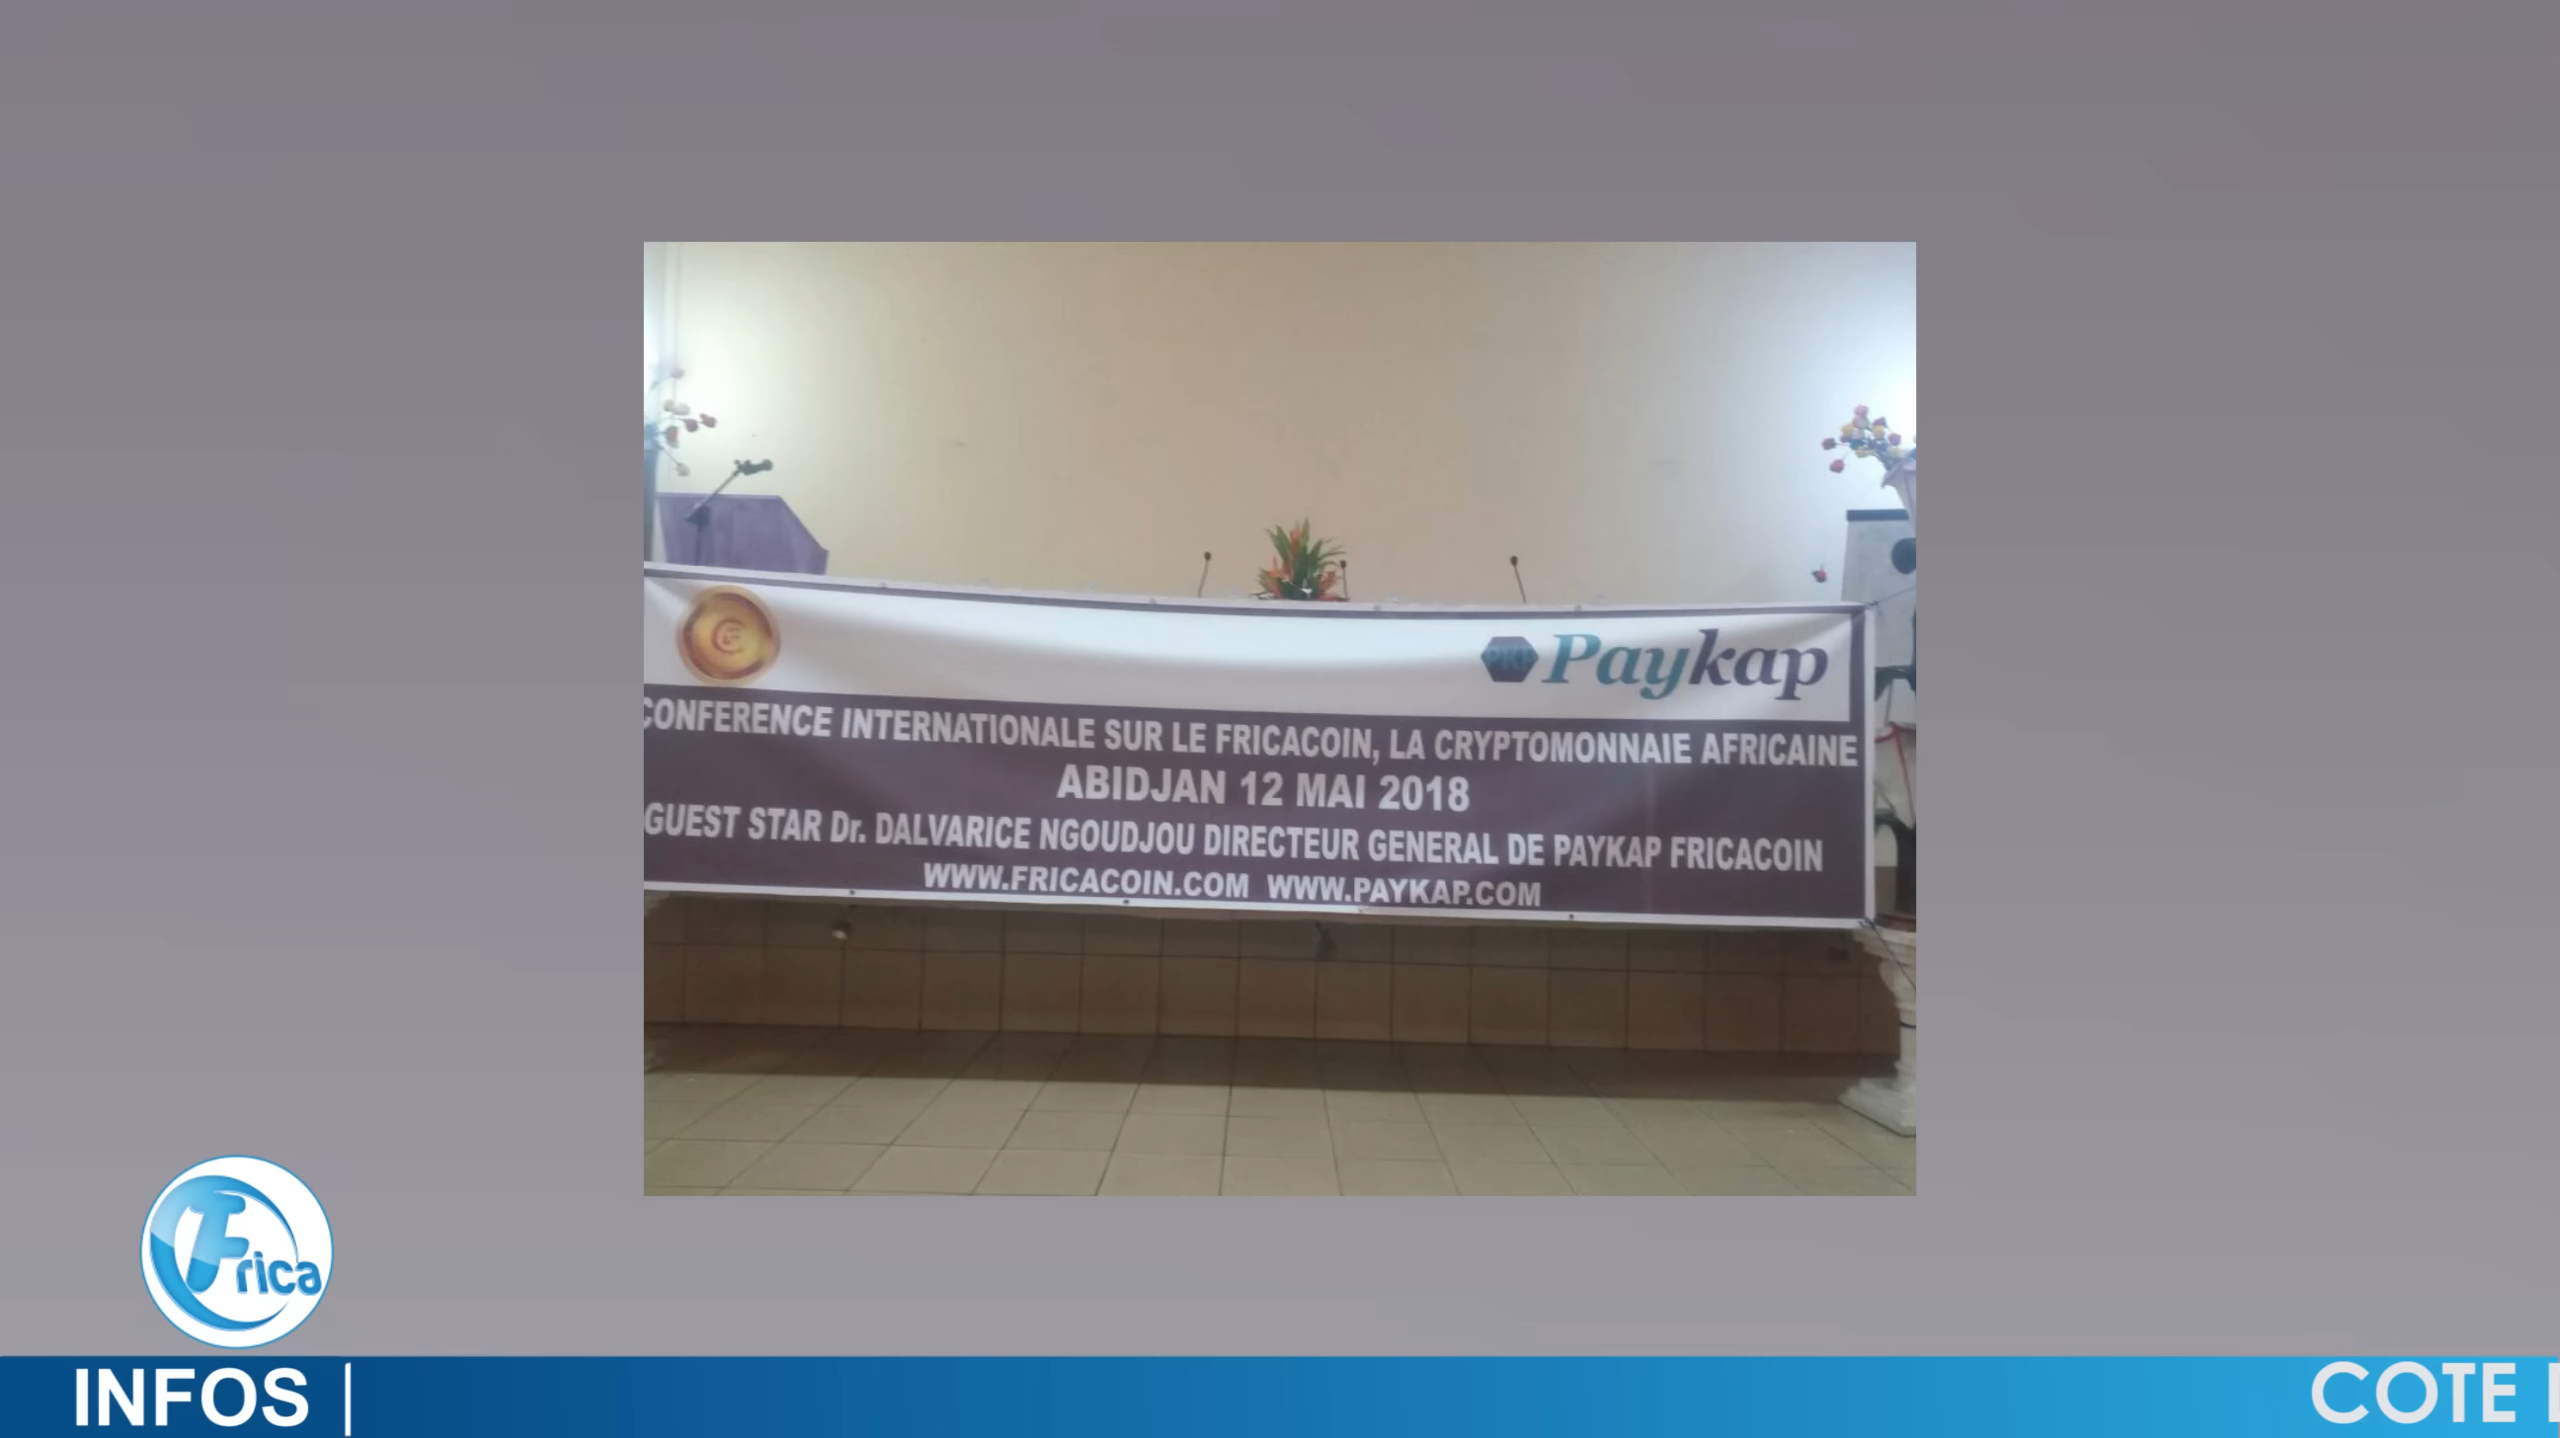 Paykap
CONFERENCE INTERNATIONALE SUR LE FRICACOIN, LA CRYPTOMONNAIE AFRICAINE
ABIDJAN 12 MAI 2018
GUEST STAR Dr. DALVARICE NGOUDJOU DIRECTEUR GENERAL DE PAYKAP FRICACOIN
WWW.FRICACOIN.COM WWW.PAYKAP.COM
Frica
INFOS |
COTE